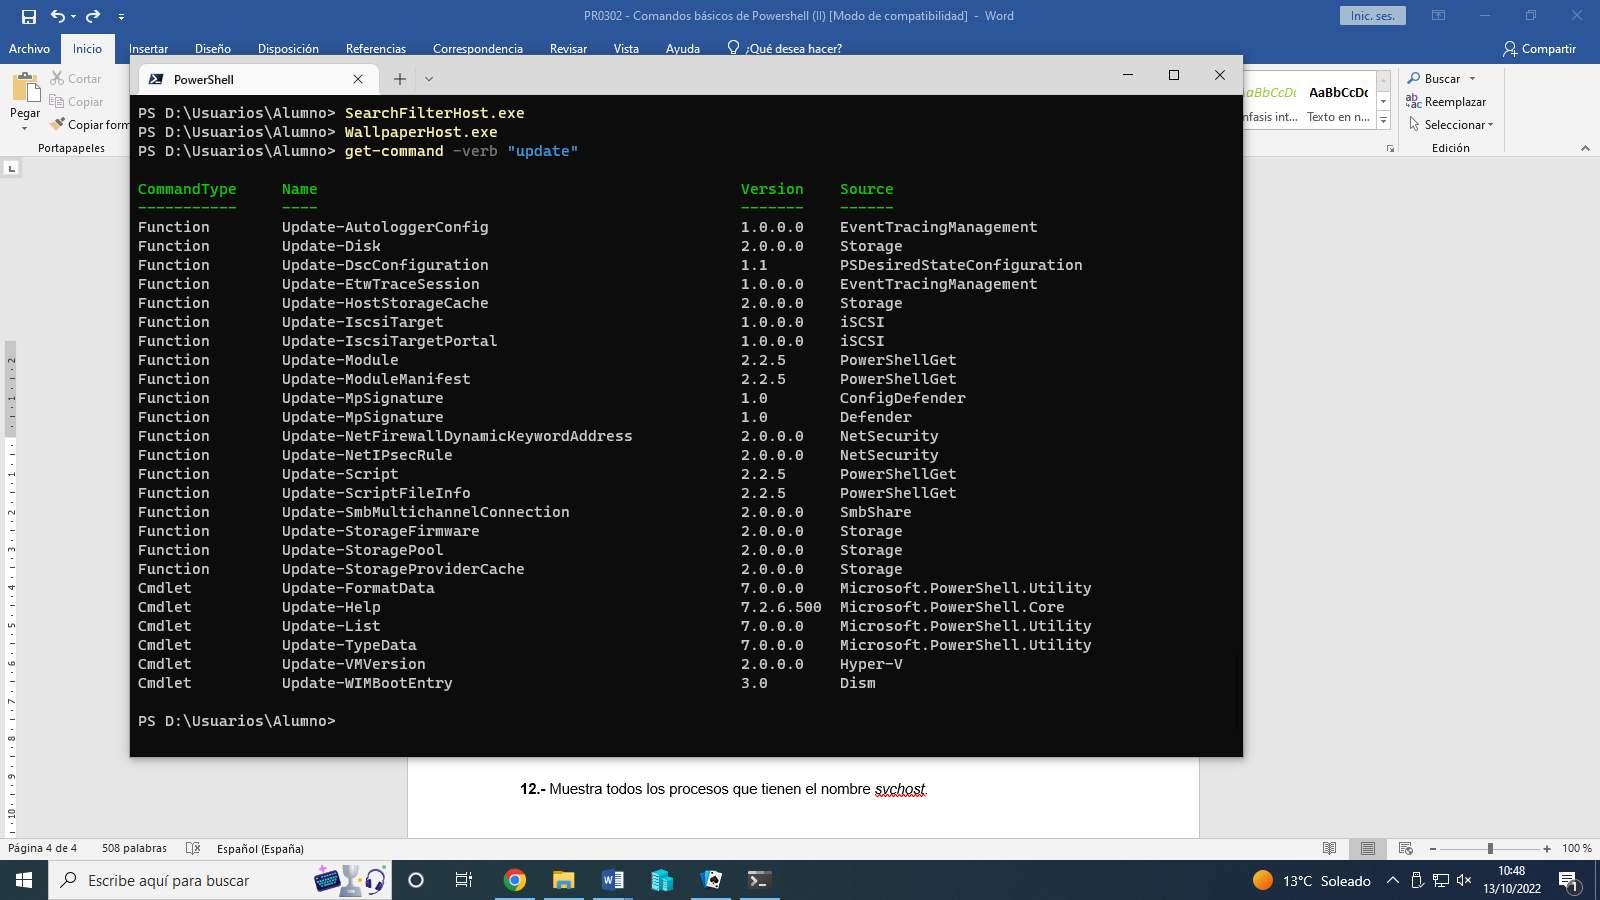 PR0302 - Comandos básicos de Powershell (II) [Modo de compatibilidad] - Word
Inic. ses.
Archivo Inicio Insertar Diseño Disposición Referencias Correspondencia Revisar Vista Ayuda ¿Qué desea hacer? Compartir
PowerShell
Cortar
Copiar
Copiar form
Pegar
Portapapeles
AaBbCcDc
nfasis int... Texto en n...
Buscar
Reemplazar
Seleccionar
Edición
PS D:\Usuarios\Alumno> SearchFilterHost.exe
PS D:\Usuarios\Alumno> WallpaperHost.exe
PS D:\Usuarios\Alumno> get-command -verb "update"
CommandType Name Version Source
----------- ---- ------- ------
Function Update-AutologgerConfig 1.0.0.0 EventTracingManagement
Function Update-Disk 2.0.0.0 Storage
Function Update-DscConfiguration 1.1 PSDesiredStateConfiguration
Function Update-EtwTraceSession 1.0.0.0 EventTracingManagement
Function Update-HostStorageCache 2.0.0.0 Storage
Function Update-IscsiTarget 1.0.0.0 iSCSI
Function Update-IscsiTargetPortal 1.0.0.0 iSCSI
Function Update-Module 2.2.5 PowerShellGet
Function Update-ModuleManifest 2.2.5 PowerShellGet
Function Update-MpSignature 1.0 ConfigDefender
Function Update-MpSignature 1.0 Defender
Function Update-NetFirewallDynamicKeywordAddress 2.0.0.0 NetSecurity
Function Update-NetIPsecRule 2.0.0.0 NetSecurity
Function Update-Script 2.2.5 PowerShellGet
Function Update-ScriptFileInfo 2.2.5 PowerShellGet
Function Update-SmbMultichannelConnection 2.0.0.0 SmbShare
Function Update-StorageFirmware 2.0.0.0 Storage
Function Update-StoragePool 2.0.0.0 Storage
Function Update-StorageProviderCache 2.0.0.0 Storage
Cmdlet Update-FormatData 7.0.0.0 Microsoft.PowerShell.Utility
Cmdlet Update-Help 7.2.6.500 Microsoft.PowerShell.Core
Cmdlet Update-List 7.0.0.0 Microsoft.PowerShell.Utility
Cmdlet Update-TypeData 7.0.0.0 Microsoft.PowerShell.Utility
Cmdlet Update-VMVersion 2.0.0.0 Hyper-V
Cmdlet Update-WIMBootEntry 3.0 Dism
PS D:\Usuarios\Alumno>
12.- Muestra todos los procesos que tienen el nombre svchost.
Página 4 de 4 508 palabras Español (España) 100 %
Escribe aquí para buscar
13°C Soleado
10:48
13/10/2022
1